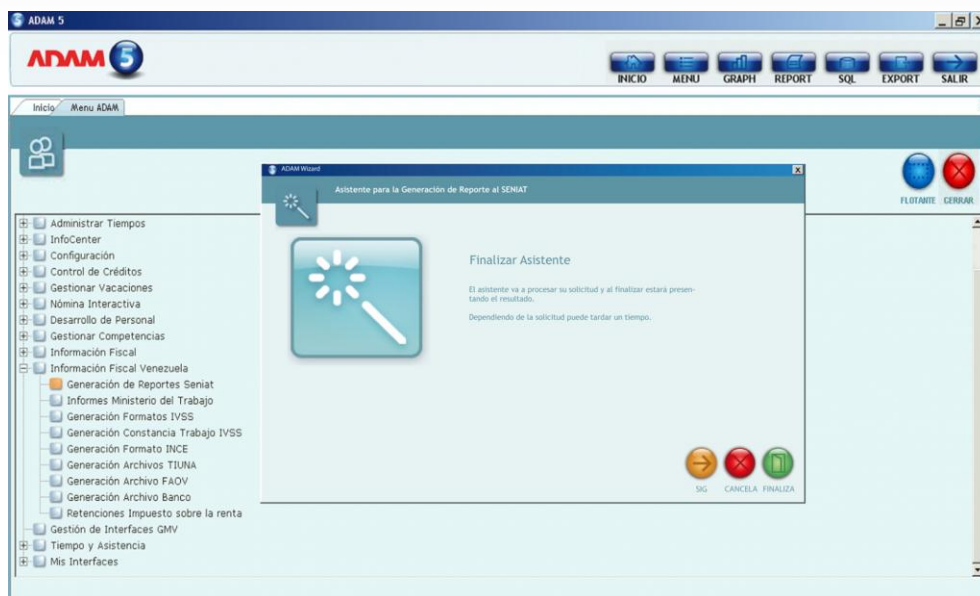 ADAM 5
ADAM 5
INICIO MENU GRAPH REPORT SQL EXPORT SALIR
Inicio Menu ADAM
FLOTANTE CERRAR
ADAM Wizard
Asistente para la Generación de Reporte al SENIAT
Finalizar Asistente
El asistente va a procesar su solicitud y al finalizar estará presen-
tando el resultado.
Dependiendo de la solicitud puede tardar un tiempo.
SIG CANCELA FINALIZA
Administrar Tiempos
InfoCenter
Configuración
Control de Créditos
Gestionar Vacaciones
Nómina Interactiva
Desarrollo de Personal
Gestionar Competencias
Información Fiscal
Información Fiscal Venezuela
Generación de Reportes Seniat
Informes Ministerio del Trabajo
Generación Formatos IVSS
Generación Constancia Trabajo IVSS
Generación Formato INCE
Generación Archivos TIUNA
Generación Archivo FAOV
Generación Archivo Banco
Retenciones Impuesto sobre la renta
Gestión de Interfaces GMV
Tiempo y Asistencia
Mis Interfaces